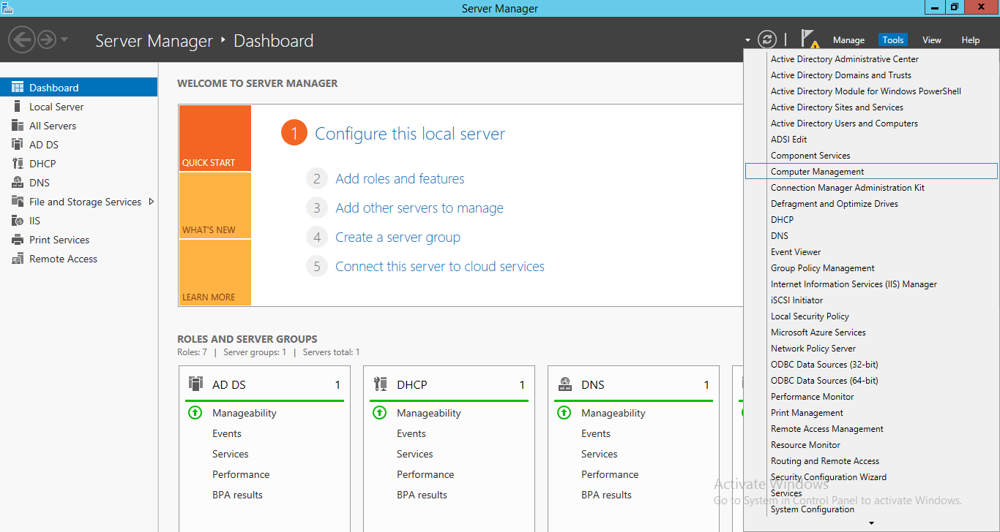 Server Manager
Server Manager ‣ Dashboard
Manage Tools View Help
Dashboard
Local Server
All Servers
AD DS
DHCP
DNS
File and Storage Services
IIS
Print Services
Remote Access
WELCOME TO SERVER MANAGER
QUICK START
WHAT'S NEW
LEARN MORE
1 Configure this local server
2 Add roles and features
3 Add other servers to manage
4 Create a server group
5 Connect this server to cloud services
ROLES AND SERVER GROUPS
Roles: 7 | Server groups: 1 | Servers total: 1
AD DS 1
Manageability
Events
Services
Performance
BPA results
DHCP 1
Manageability
Events
Services
Performance
BPA results
DNS 1
Manageability
Events
Services
Performance
BPA results
Active Directory Administrative Center
Active Directory Domains and Trusts
Active Directory Module for Windows PowerShell
Active Directory Sites and Services
Active Directory Users and Computers
ADSI Edit
Component Services
Computer Management
Connection Manager Administration Kit
Defragment and Optimize Drives
DHCP
DNS
Event Viewer
Group Policy Management
Internet Information Services (IIS) Manager
iSCSI Initiator
Local Security Policy
Microsoft Azure Services
Network Policy Server
ODBC Data Sources (32-bit)
ODBC Data Sources (64-bit)
Performance Monitor
Print Management
Remote Access Management
Resource Monitor
Routing and Remote Access
Security Configuration Wizard
Services
System Configuration
Activate Windows
Go to System in Control Panel to activate Windows.